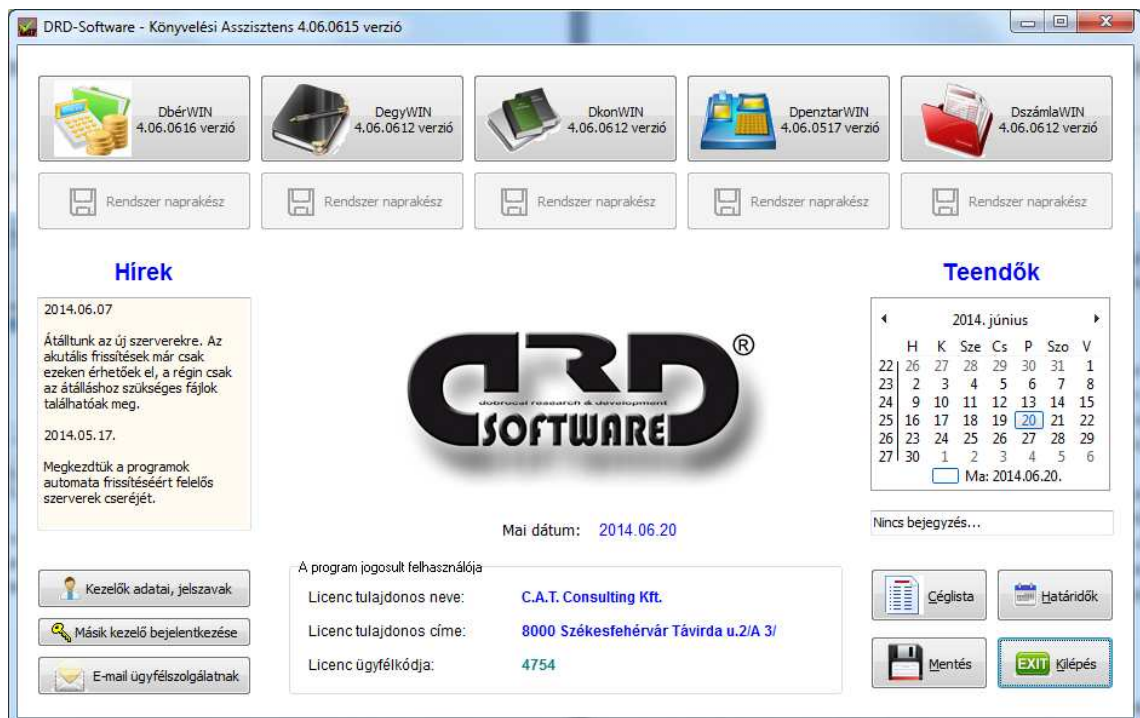 DRD-Software - Könyvelési Asszisztens 4.06.0615 verzió
DbérWIN
4.06.0616 verzió
DegyWIN
4.06.0612 verzió
DkonWIN
4.06.0612 verzió
DpenztarWIN
4.06.0517 verzió
DszámlaWIN
4.06.0612 verzió
Rendszer naprakész
Rendszer naprakész
Rendszer naprakész
Rendszer naprakész
Rendszer naprakész
Hírek
2014.06.07
Átálltunk az új szerverekre. Az
akutális frissítések már csak
ezeken érhetőek el, a régin csak
az átálláshoz szükséges fájlok
találhatóak meg.
2014.05.17.
Megkezdtük a programok
automata frissítéséért felelős
szerverek cseréjét.
DRD®
dobrocsi research & development
SOFTWARE
Mai dátum: 2014.06.20
Teendők
2014. június
H K Sze Cs P Szo V
22 26 27 28 29 30 31 1
23 2 3 4 5 6 7 8
24 9 10 11 12 13 14 15
25 16 17 18 19 20 21 22
26 23 24 25 26 27 28 29
27 30 1 2 3 4 5 6
Ma: 2014.06.20.
Nincs bejegyzés...
Kezelők adatai, jelszavak
Másik kezelő bejelentkezése
E-mail ügyfélszolgálatnak
A program jogosult felhasználója
Licenc tulajdonos neve: C.A.T. Consulting Kft.
Licenc tulajdonos címe: 8000 Székesfehérvár Távirda u.2/A 3/
Licenc ügyfélkódja: 4754
Céglista
Határidők
Mentés
EXIT Kilépés